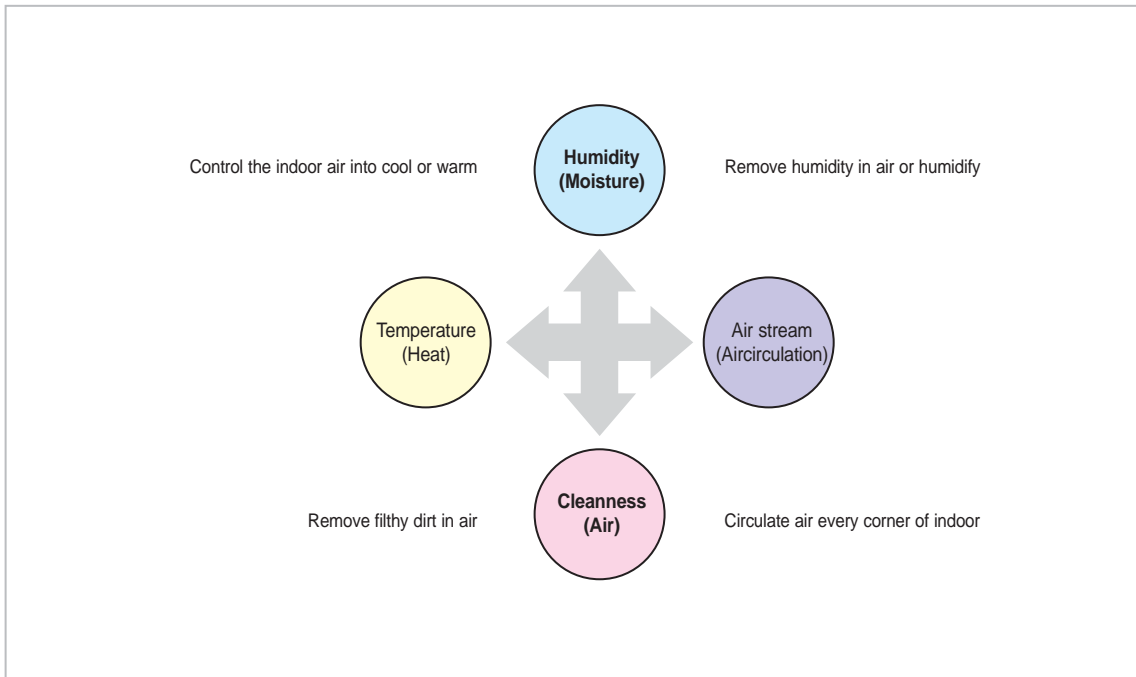 Control the indoor air into cool or warm
Humidity
(Moisture)
Remove humidity in air or humidify
Temperature
(Heat)
Air stream
(Aircirculation)
Remove filthy dirt in air
Cleanness
(Air)
Circulate air every corner of indoor